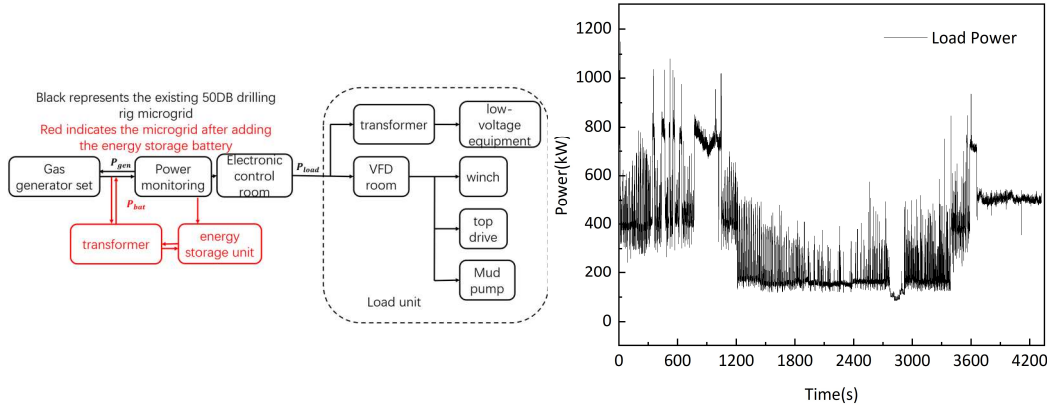 Black represents the existing 50DB drilling
rig microgrid
Red indicates the microgrid after adding
the energy storage battery
Gas
generator set
P_gen
Power
monitoring
Electronic
control
room
P_load
P_bat
transformer
energy
storage unit
transformer
low-
voltage
equipment
VFD
room
winch
top
drive
Mud
pump
Load unit
Load Power
Power(kW)
1200
1000
800
600
400
200
0
0
600
1200
1800
2400
3000
3600
4200
Time(s)